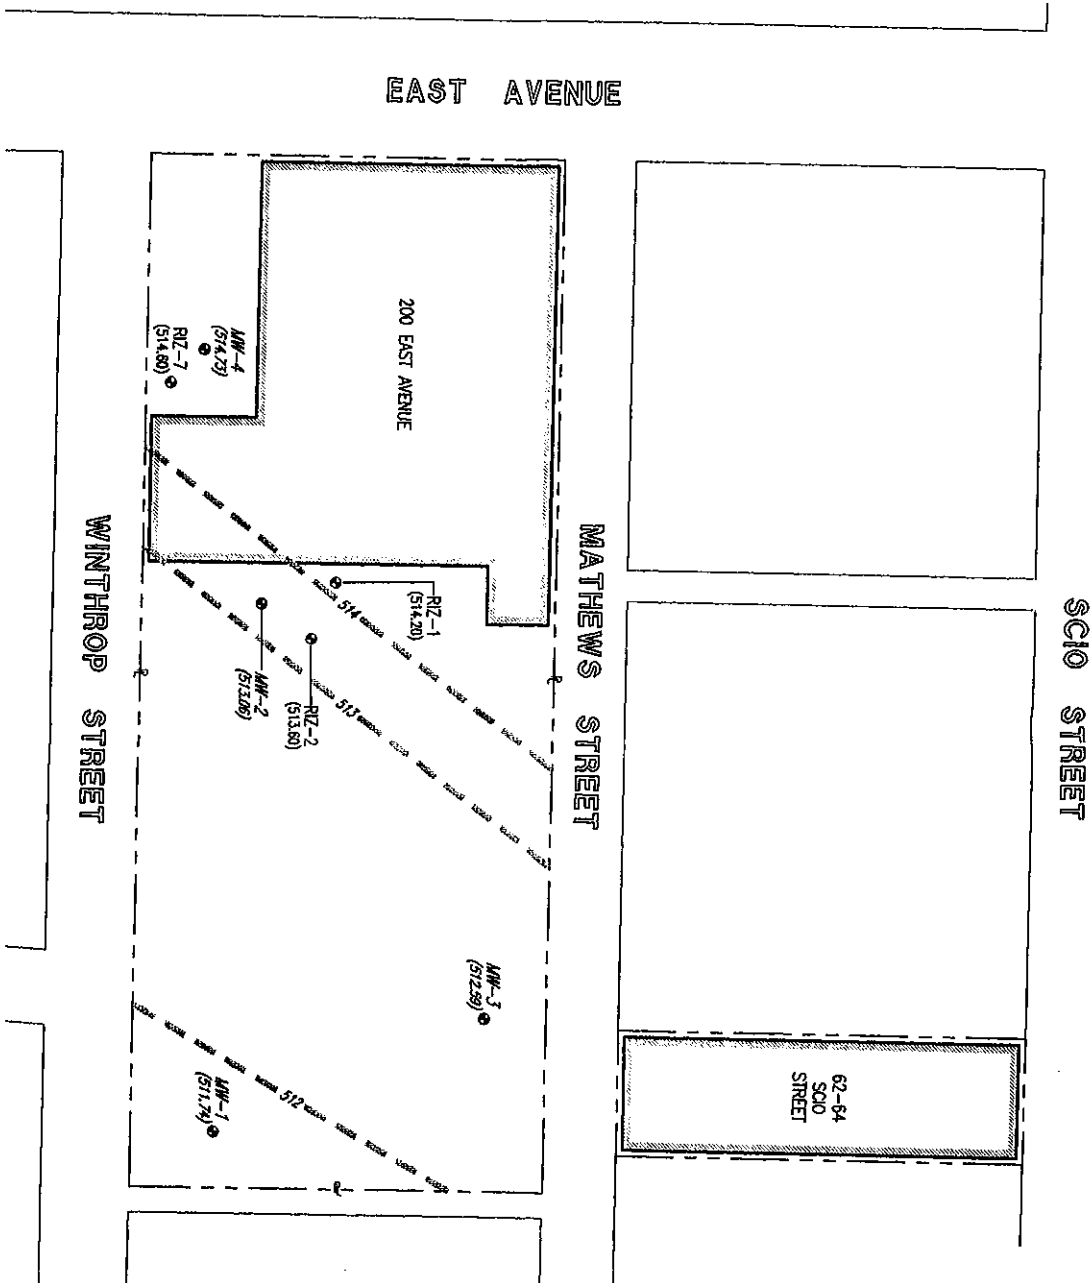 EAST AVENUE
SCIO STREET
MATHEWS STREET
WINTHROP STREET
200 EAST AVENUE
MW-4
(514.73)
RIZ-7
(514.60)
RIZ-1
(514.20)
514
MW-2
(513.06)
RIZ-2
(513.60)
513
MW-3
(512.59)
62-64
SCIO
STREET
MW-1
(511.74)
512